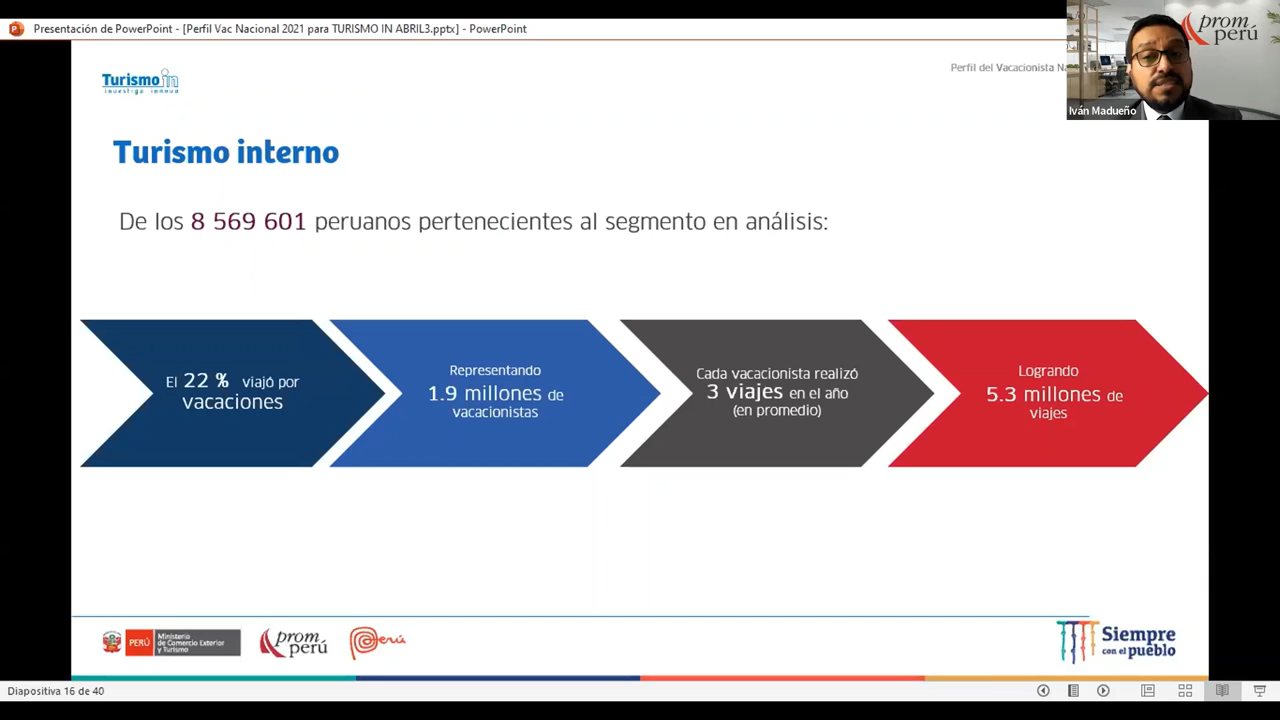 Presentación de PowerPoint - [Perfil Vac Nacional 2021 para TURISMO IN ABRIL3.pptx] - PowerPoint
prom
perú
Iván Madueño
Turismo in
investiga innova
Perfil del Vacacionista
Turismo interno
De los 8 569 601 peruanos pertenecientes al segmento en análisis:
El 22 % viajó por
vacaciones
Representando
1.9 millones de
vacacionistas
Cada vacacionista realizó
3 viajes en el año
(en promedio)
Logrando
5.3 millones de
viajes
PERÚ
Ministerio
de Comercio Exterior
y Turismo
prom
perú
Perú
Siempre
con el pueblo
Diapositiva 16 de 40